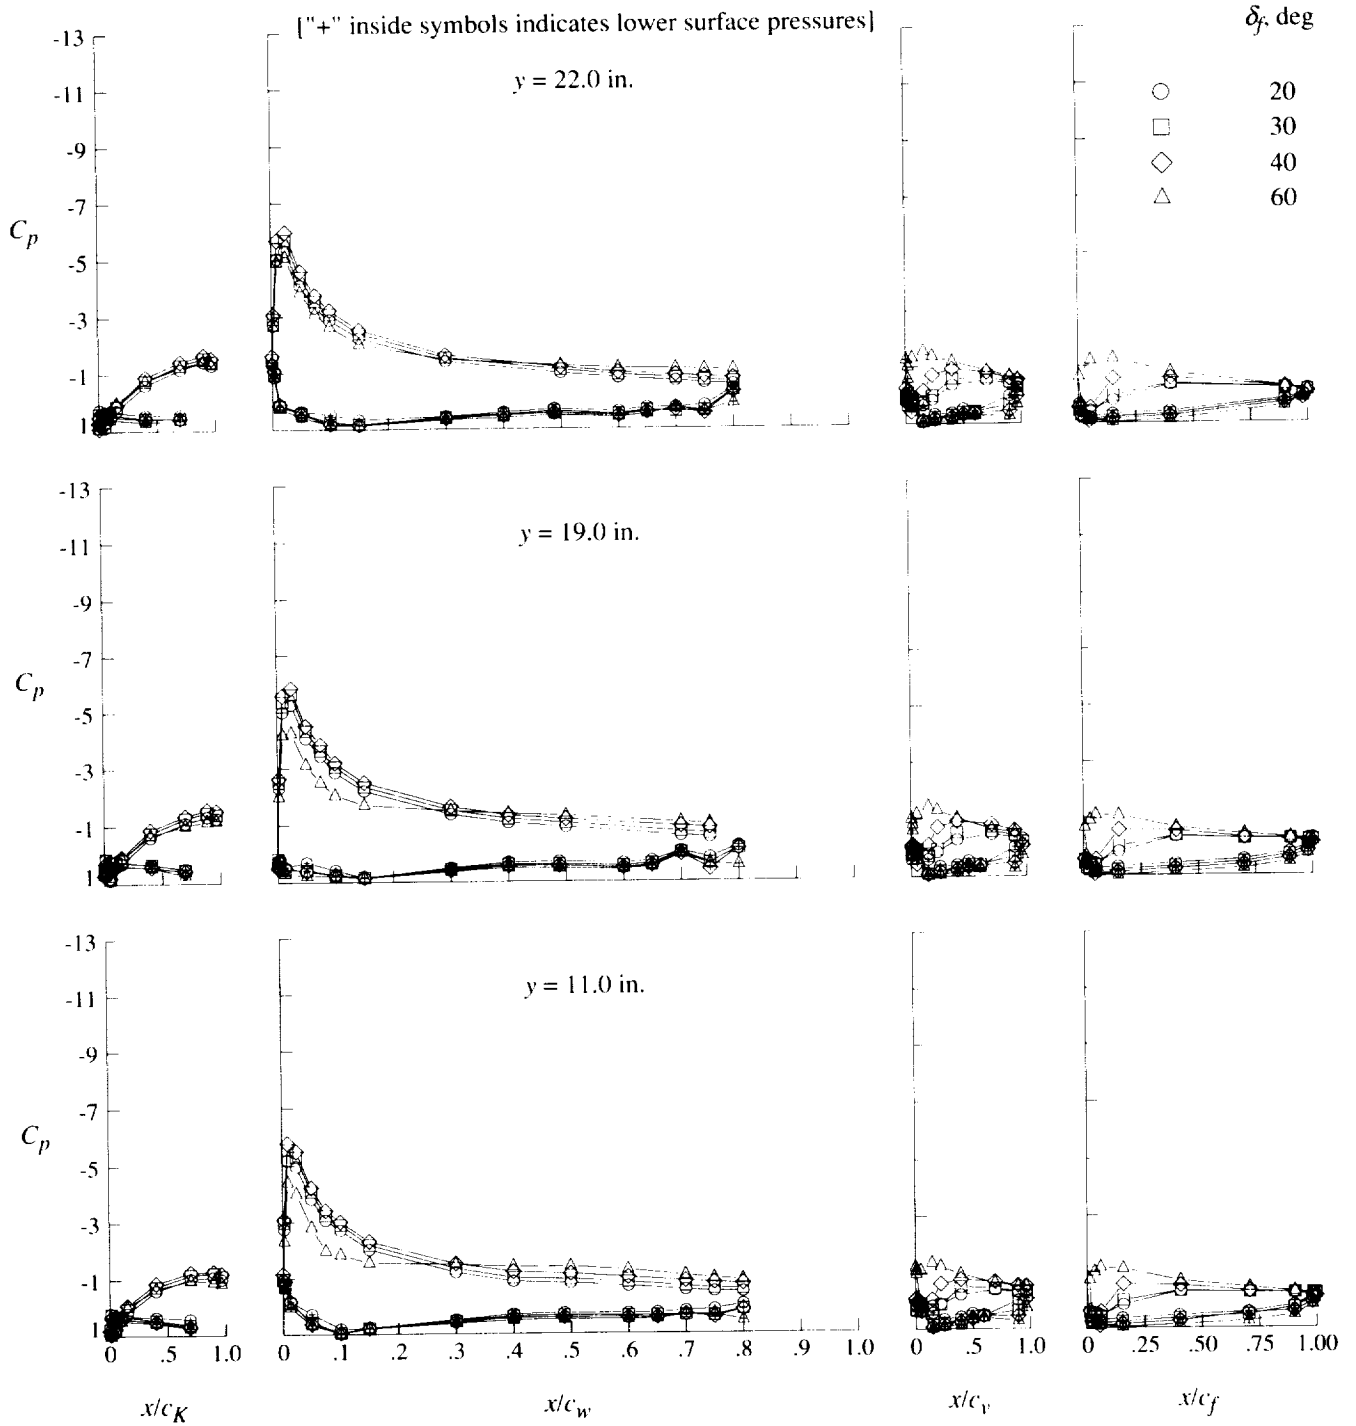 ["+" inside symbols indicates lower surface pressures]
δf, deg
20
30
40
60
y = 22.0 in.
-13
-11
-9
-7
-5
-3
-1
1
Cp
y = 19.0 in.
-13
-11
-9
-7
-5
-3
-1
1
Cp
y = 11.0 in.
-13
-11
-9
-7
-5
-3
-1
1
Cp
0 .5 1.0
0 .1 .2 .3 .4 .5 .6 .7 .8 .9 1.0
0 .5 1.0
0 .25 .50 .75 1.00
x/cK
x/cw
x/cv
x/cf